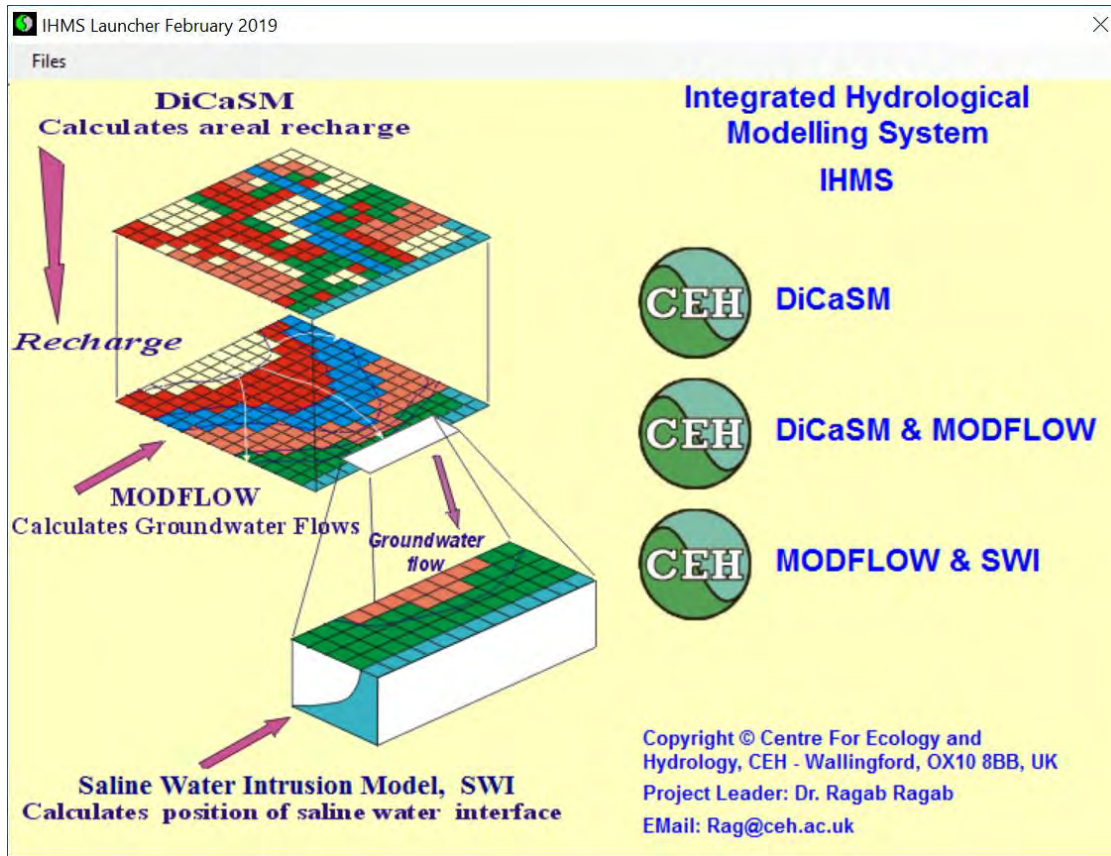 IHMS Launcher February 2019
Files
DiCaSM
Calculates areal recharge
Recharge
MODFLOW
Calculates Groundwater Flows
Groundwater
flow
Saline Water Intrusion Model, SWI
Calculates position of saline water interface
Integrated Hydrological
Modelling System
IHMS
CEH DiCaSM
CEH DiCaSM & MODFLOW
CEH MODFLOW & SWI
Copyright © Centre For Ecology and
Hydrology, CEH - Wallingford, OX10 8BB, UK
Project Leader: Dr. Ragab Ragab
EMail: Rag@ceh.ac.uk